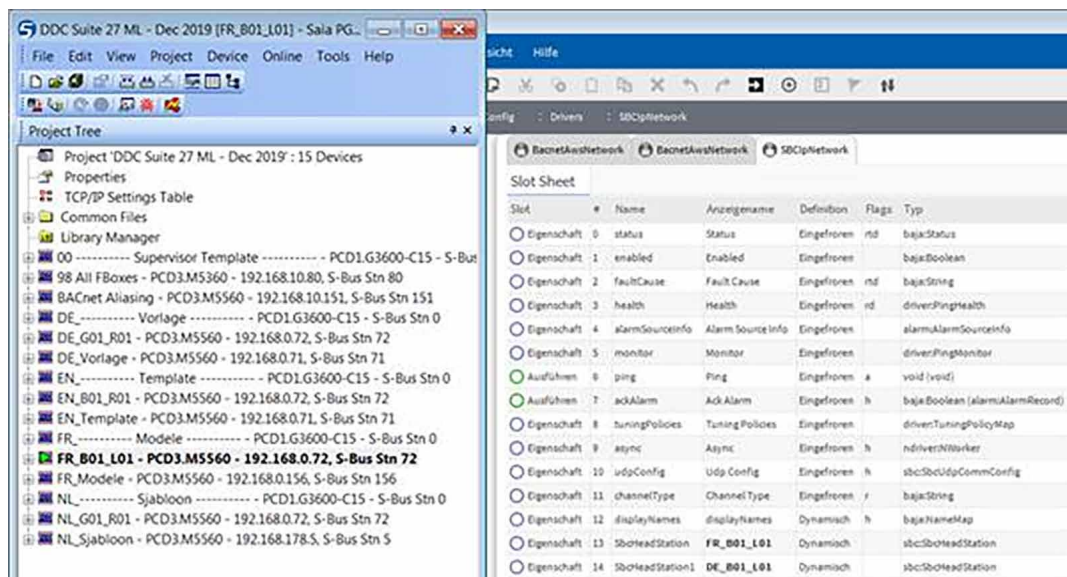 DDC Suite 27 ML - Dec 2019 [FR_B01_L01] - Saia PG...
File Edit View Project Device Online Tools Help
Project Tree
Project 'DDC Suite 27 ML - Dec 2019' : 15 Devices
Properties
TCP/IP Settings Table
Common Files
Library Manager
00 ---------- Supervisor Template ---------- - PCD1.G3600-C15 - S-Bus
98 All FBoxes - PCD3.M5360 - 192.168.10.80, S-Bus Stn 80
BACnet Aliasing - PCD3.M5560 - 192.168.10.151, S-Bus Stn 151
DE_---------- Vorlage ---------- - PCD1.G3600-C15 - S-Bus Stn 0
DE_G01_R01 - PCD3.M5560 - 192.168.0.72, S-Bus Stn 72
DE_Vorlage - PCD3.M5560 - 192.168.0.71, S-Bus Stn 71
EN_---------- Template ---------- - PCD1.G3600-C15 - S-Bus Stn 0
EN_B01_R01 - PCD3.M5560 - 192.168.0.72, S-Bus Stn 72
EN_Template - PCD3.M5560 - 192.168.0.71, S-Bus Stn 71
FR_---------- Modele ---------- - PCD1.G3600-C15 - S-Bus Stn 0
FR_B01_L01 - PCD3.M5560 - 192.168.0.72, S-Bus Stn 72
FR_Modele - PCD3.M5560 - 192.168.0.156, S-Bus Stn 156
NL_---------- Sjabloon ---------- - PCD1.G3600-C15 - S-Bus Stn 0
NL_G01_R01 - PCD3.M5560 - 192.168.0.72, S-Bus Stn 72
NL_Sjabloon - PCD3.M5560 - 192.168.178.5, S-Bus Stn 5
sicht Hilfe
onfig : Drivers : SBCIpNetwork
BacnetAwsNetwork BacnetAwsNetwork SBCIpNetwork
Slot Sheet
Slot # Name Anzeigename Definition Flags Typ
Eigenschaft 0 status Status Eingefroren rtd baja:Status
Eigenschaft 1 enabled Enabled Eingefroren baja:Boolean
Eigenschaft 2 faultCause Fault Cause Eingefroren rtd baja:String
Eigenschaft 3 health Health Eingefroren rd driver:PingHealth
Eigenschaft 4 alarmSourceInfo Alarm Source Info Eingefroren alarm:AlarmSourceInfo
Eigenschaft 5 monitor Monitor Eingefroren driver:PingMonitor
Ausführen 6 ping Ping Eingefroren a void (void)
Ausführen 7 ackAlarm Ack Alarm Eingefroren h baja:Boolean (alarm:AlarmRecord)
Eigenschaft 8 tuningPolicies Tuning Policies Eingefroren driver:TuningPolicyMap
Eigenschaft 9 async Async Eingefroren h ndriver:NWorker
Eigenschaft 10 udpConfig Udp Config Eingefroren h sbc:SbcUdpCommConfig
Eigenschaft 11 channelType Channel Type Eingefroren r baja:String
Eigenschaft 12 displayNames displayNames Dynamisch h baja:NameMap
Eigenschaft 13 SbcHeadStation FR_B01_L01 Dynamisch sbc:SbcHeadStation
Eigenschaft 14 SbcHeadStation1 DE_B01_L01 Dynamisch sbc:SbcHeadStation